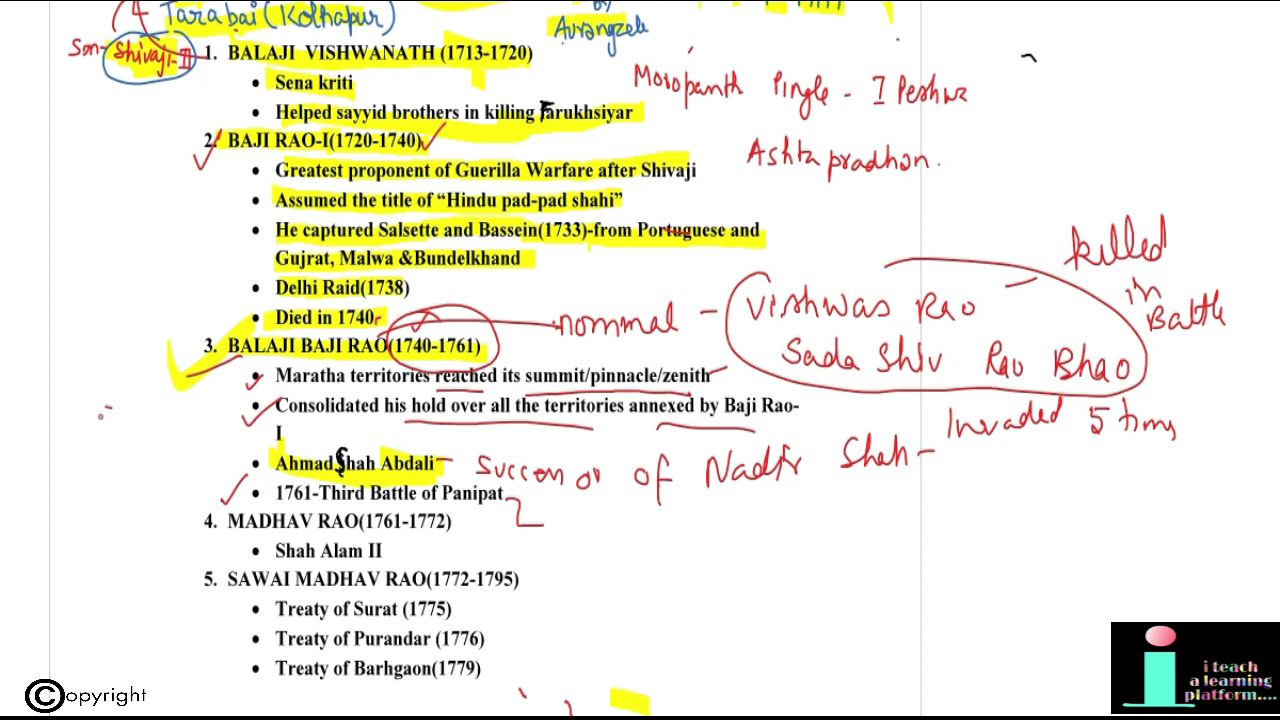 Tarabai (Kolhapur)
by
Aurangzeb
Son- Shivaji-II
1. BALAJI VISHWANATH (1713-1720)
• Sena kriti
• Helped sayyid brothers in killing Farukhsiyar
Moropanth Pingle - I Peshwa
Ashta pradhan.
2. BAJI RAO-I(1720-1740)
• Greatest proponent of Guerilla Warfare after Shivaji
• Assumed the title of “Hindu pad-pad shahi”
• He captured Salsette and Bassein(1733)-from Portuguese and
Gujrat, Malwa &Bundelkhand
• Delhi Raid(1738)
• Died in 1740
3. BALAJI BAJI RAO(1740-1761)
nominal - Vishwas Rao
Sada Shiv Rao Bhao
killed
in
Battle
• Maratha territories reached its summit/pinnacle/zenith
• Consolidated his hold over all the territories annexed by Baji Rao-
I
• Ahmad Shah Abdali - Successor of Nadir Shah - Invaded 5 times
• 1761-Third Battle of Panipat
4. MADHAV RAO(1761-1772)
• Shah Alam II
5. SAWAI MADHAV RAO(1772-1795)
• Treaty of Surat (1775)
• Treaty of Purandar (1776)
• Treaty of Barhgaon(1779)
©opyright
i teach
a learning
platform....